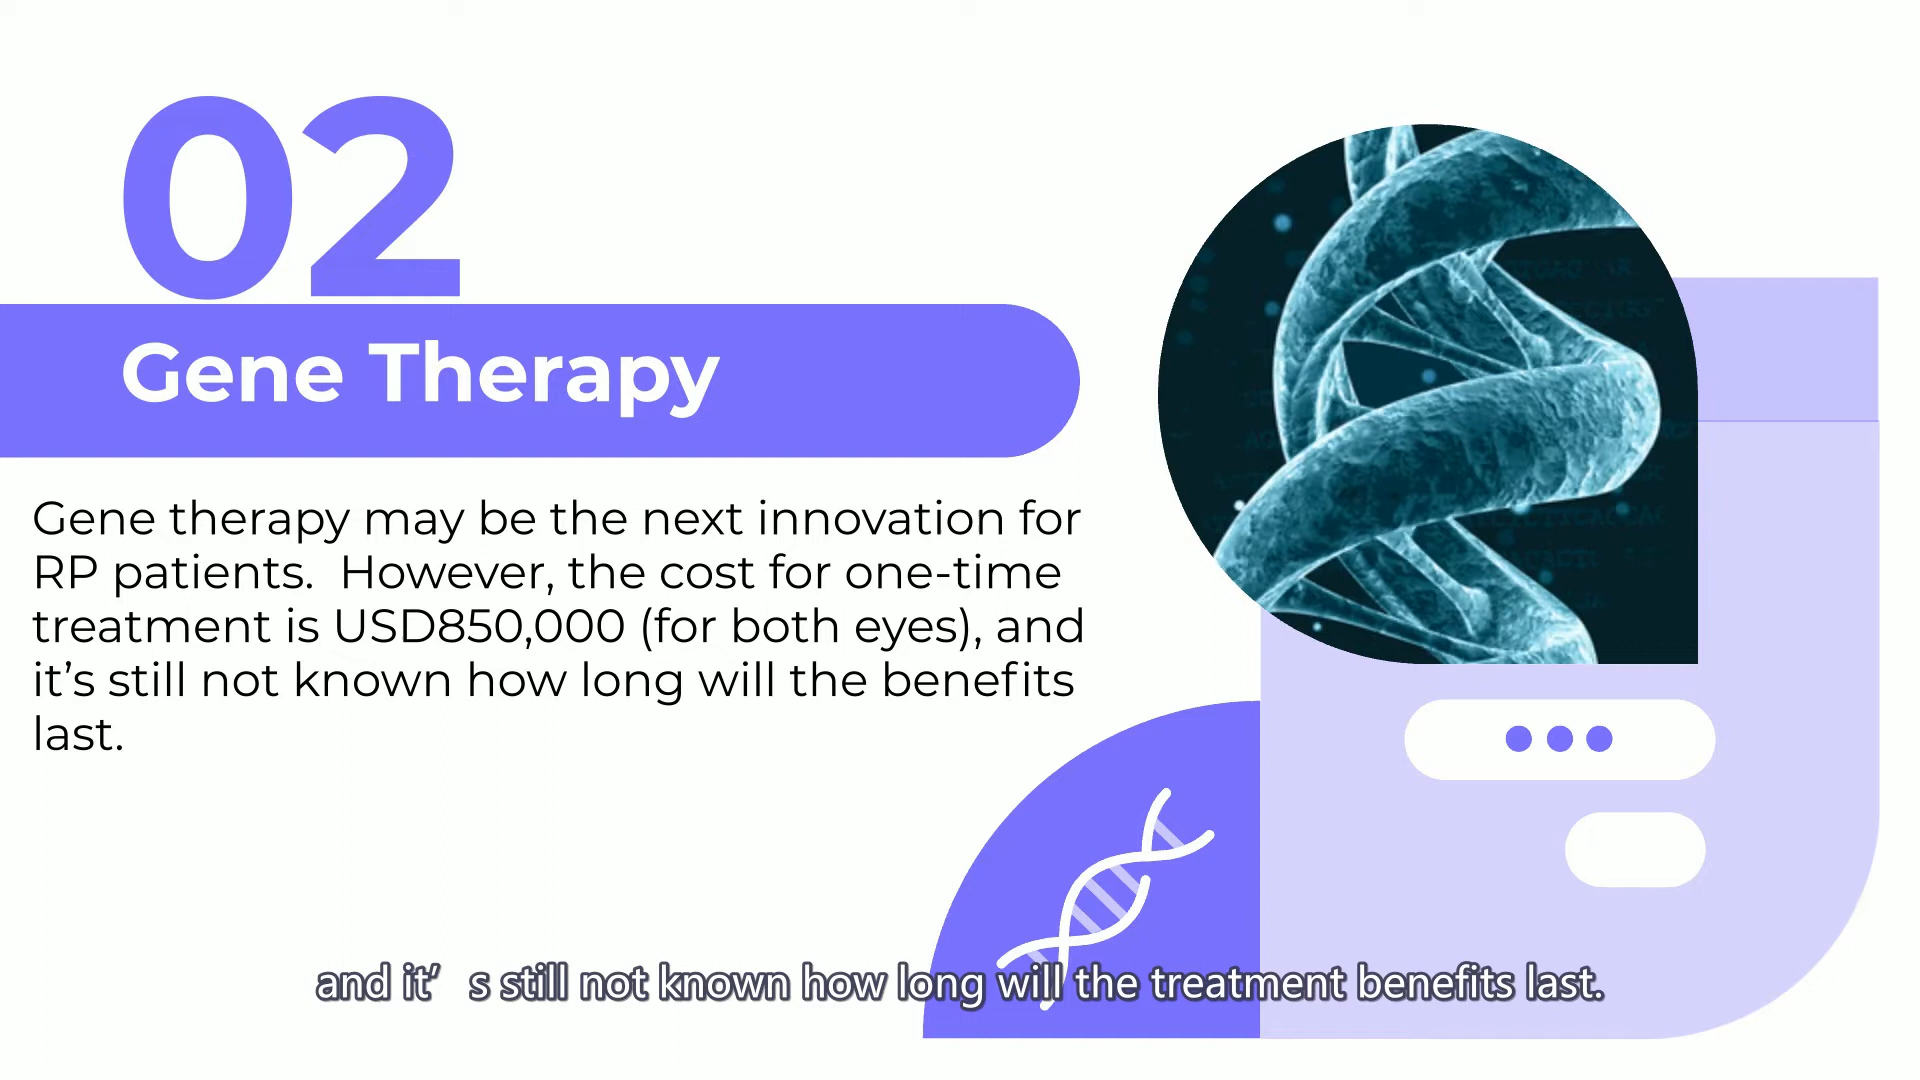 02
Gene Therapy
Gene therapy may be the next innovation for
RP patients.  However, the cost for one-time
treatment is USD850,000 (for both eyes), and
it’s still not known how long will the benefits
last.
and it’s still not known how long will the treatment benefits last.